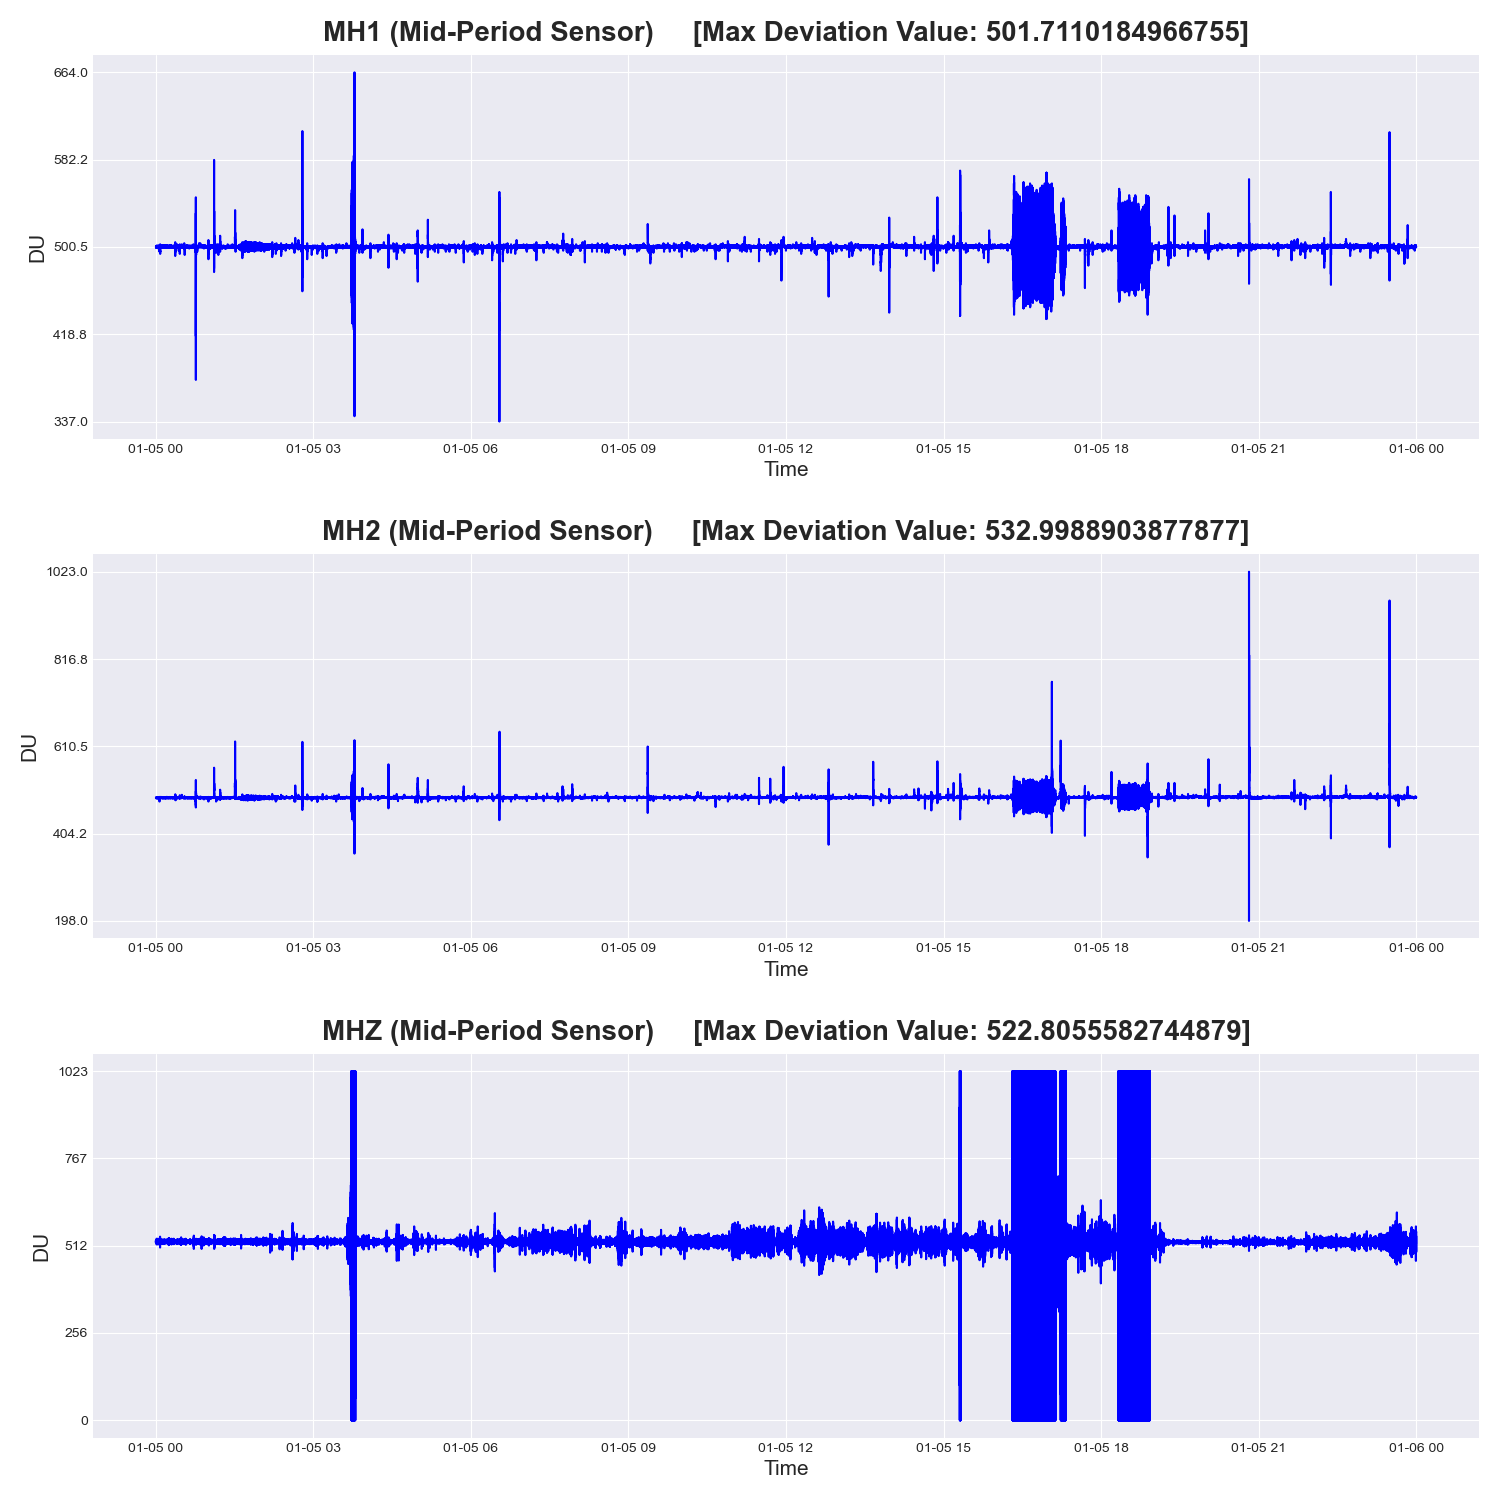 MH1 (Mid-Period Sensor) [Max Deviation Value: 501.7110184966755]
664.0
582.2
500.5
418.8
337.0
DU
01-05 00 01-05 03 01-05 06 01-05 09 01-05 12 01-05 15 01-05 18 01-05 21 01-06 00
Time
MH2 (Mid-Period Sensor) [Max Deviation Value: 532.9988903877877]
1023.0
816.8
610.5
404.2
198.0
DU
01-05 00 01-05 03 01-05 06 01-05 09 01-05 12 01-05 15 01-05 18 01-05 21 01-06 00
Time
MHZ (Mid-Period Sensor) [Max Deviation Value: 522.8055582744879]
1023
767
512
256
0
DU
01-05 00 01-05 03 01-05 06 01-05 09 01-05 12 01-05 15 01-05 18 01-05 21 01-06 00
Time